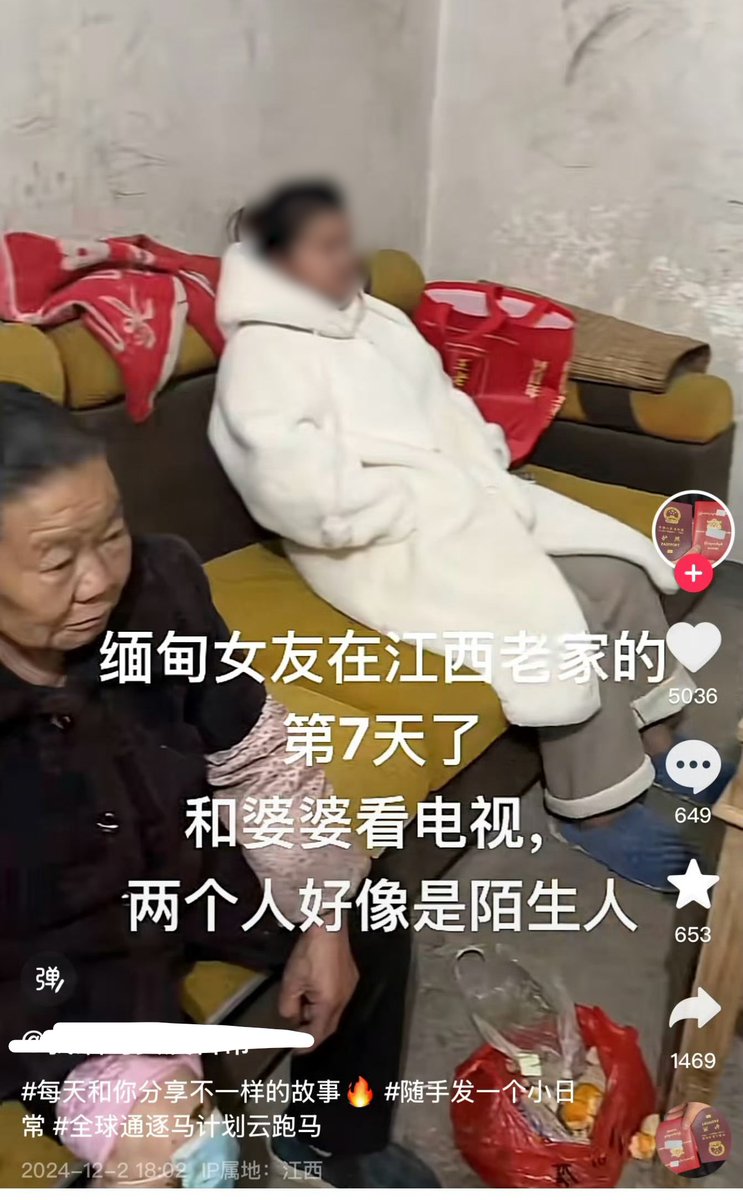 缅甸女友在江西老家的
第7天了
和婆婆看电视，
两个人好像是陌生人
5036
649
653
1469
弹
#每天和你分享不一样的故事🔥 #随手发一个小日
常 #全球通逐马计划云跑马
2024-12-2 18:02 IP属地：江西
护照
PASSPORT